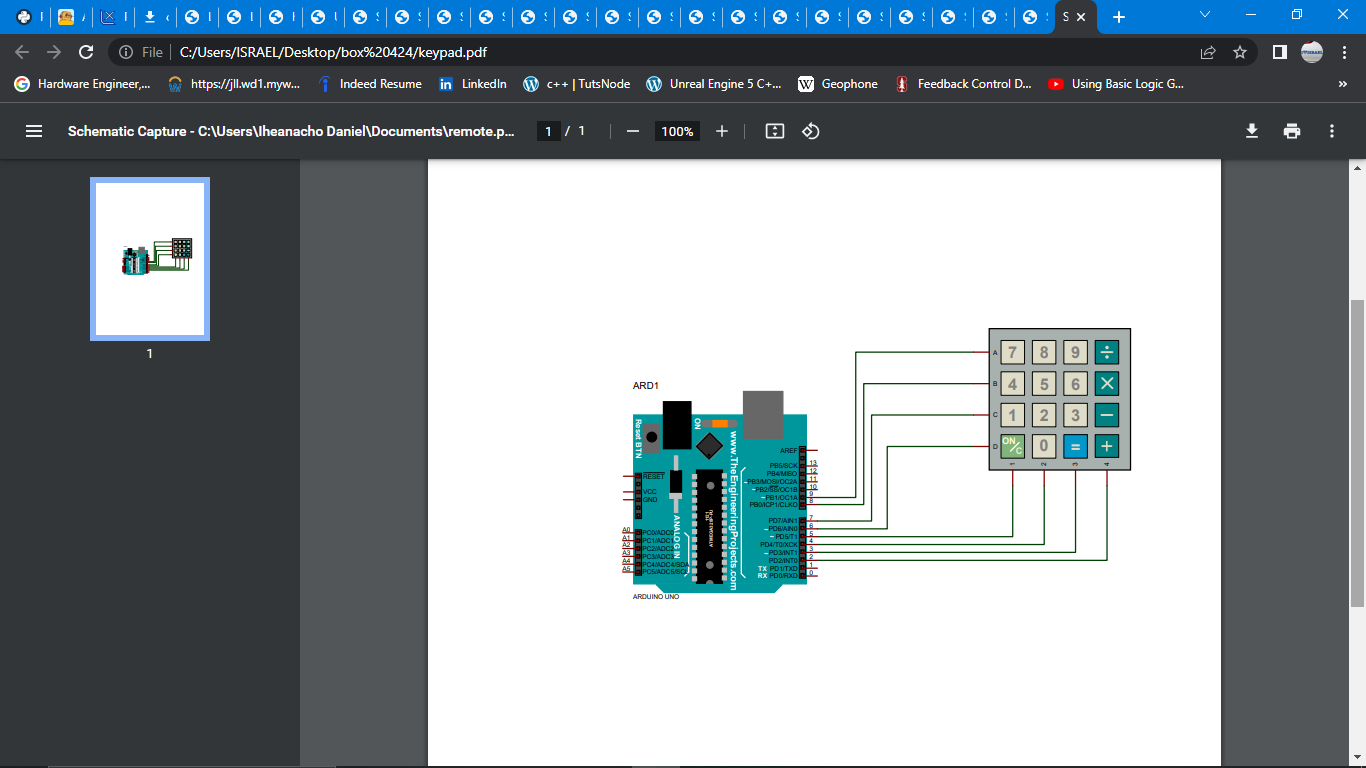 File C:/Users/ISRAEL/Desktop/box%20424/keypad.pdf
Hardware Engineer,... https://jll.wd1.myw... Indeed Resume LinkedIn c++ | TutsNode Unreal Engine 5 C+... Geophone Feedback Control D... Using Basic Logic G... »
Schematic Capture - C:\Users\Iheanacho Daniel\Documents\remote.p... 1 / 1 100%
1
ARD1
Reset BTN
ON
www.TheEngineeringProjects.com
ANALOG IN
RESET
VCC
GND
A0 PC0/ADC0
A1 PC1/ADC1
A2 PC2/ADC2
A3 PC3/ADC3
A4 PC4/ADC4/SDA
A5 PC5/ADC5/SCL
AREF
PB5/SCK 13
PB4/MISO 12
~PB3/MOSI/OC2A 11
~PB2/SS/OC1B 10
~PB1/OC1A 9
PB0/ICP1/CLKO 8
PD7/AIN1 7
~PD6/AIN0 6
~PD5/T1 5
PD4/T0/XCK 4
~PD3/INT1 3
PD2/INT0 2
TX PD1/TXD 1
RX PD0/RXD 0
ARDUINO UNO
A 7 8 9 ÷
B 4 5 6 ×
C 1 2 3 −
D ON/C 0 = +
1 2 3 4